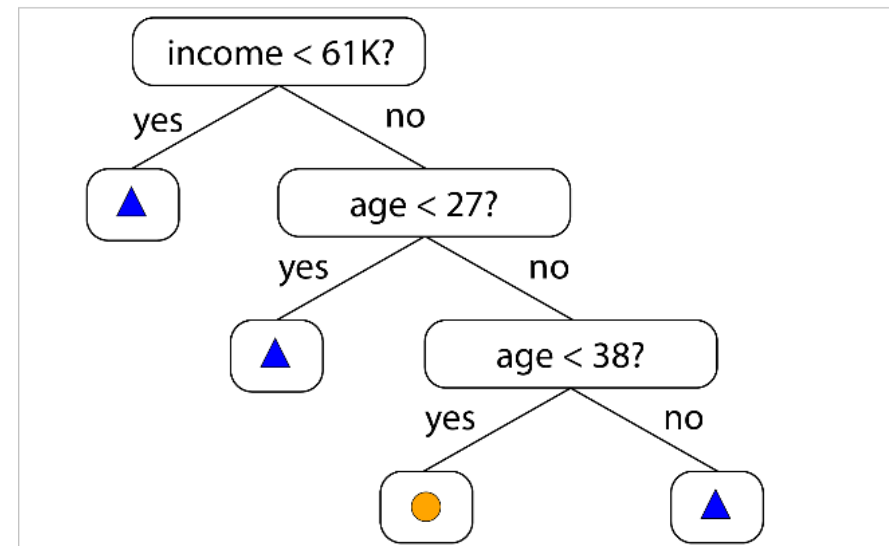 income < 61K?
yes
no
age < 27?
yes
no
age < 38?
yes
no